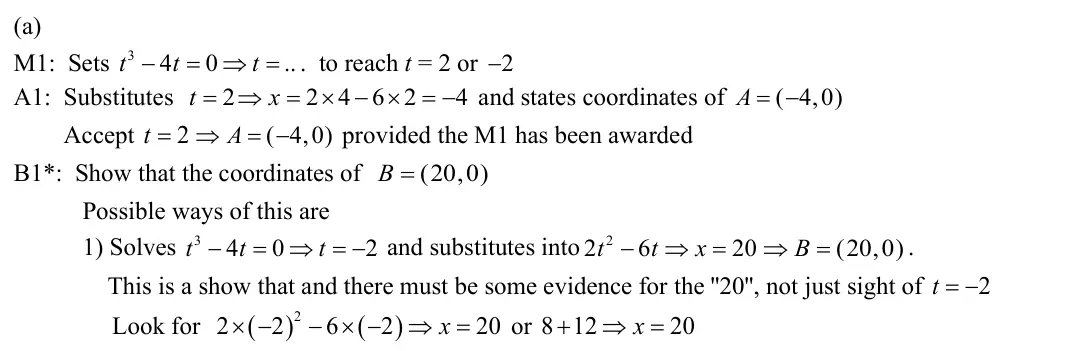 (a)
M1: Sets t³ − 4t = 0 ⇒ t = ... to reach t = 2 or −2
A1: Substitutes t = 2 ⇒ x = 2×4 − 6×2 = −4 and states coordinates of A = (−4,0)
Accept t = 2 ⇒ A = (−4,0) provided the M1 has been awarded
B1*: Show that the coordinates of B = (20,0)
Possible ways of this are
1) Solves t³ − 4t = 0 ⇒ t = −2 and substitutes into 2t² − 6t ⇒ x = 20 ⇒ B = (20,0).
This is a show that and there must be some evidence for the "20", not just sight of t = −2
Look for 2×(−2)² − 6×(−2) ⇒ x = 20 or 8+12 ⇒ x = 20